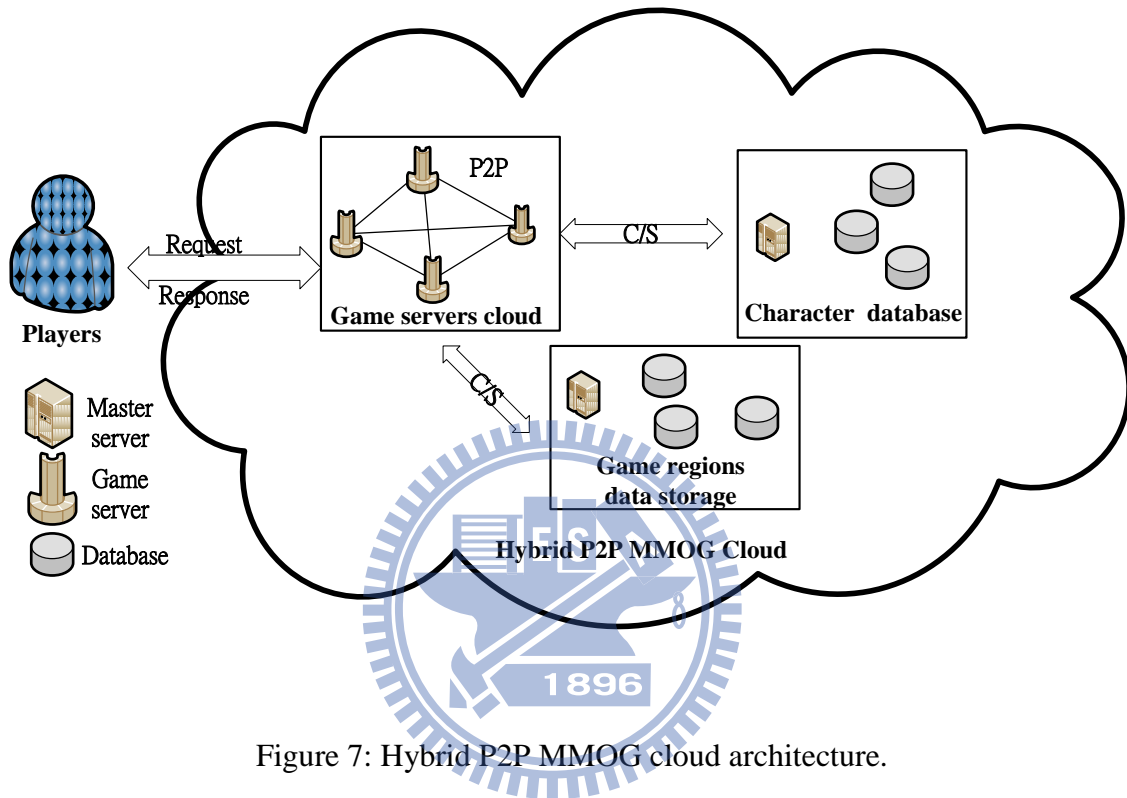 P2P
Request
Response
C/S
Game servers cloud
Character database
Players
C/S
Master
server
Game
server
Database
Game regions
data storage
Hybrid P2P MMOG Cloud
E S
A
1896
Figure 7: Hybrid P2P MMOG cloud architecture.